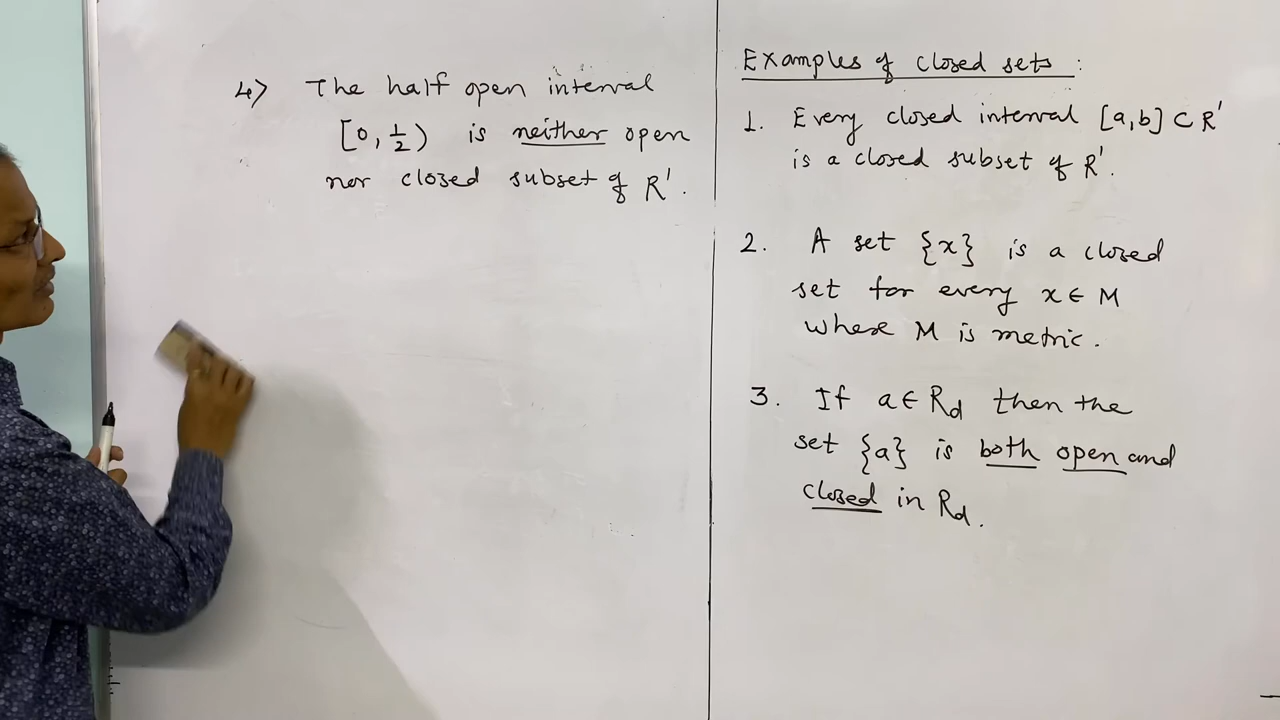 4) The half open interval
[0, 1/2) is neither open
nor closed subset of R'.
Examples of closed sets :
1. Every closed interval [a,b] ⊂ R'
is a closed subset of R'.
2. A set {x} is a closed
set for every x ∈ M
where M is metric.
3. If a ∈ Rd then the
set {a} is both open and
closed in Rd.